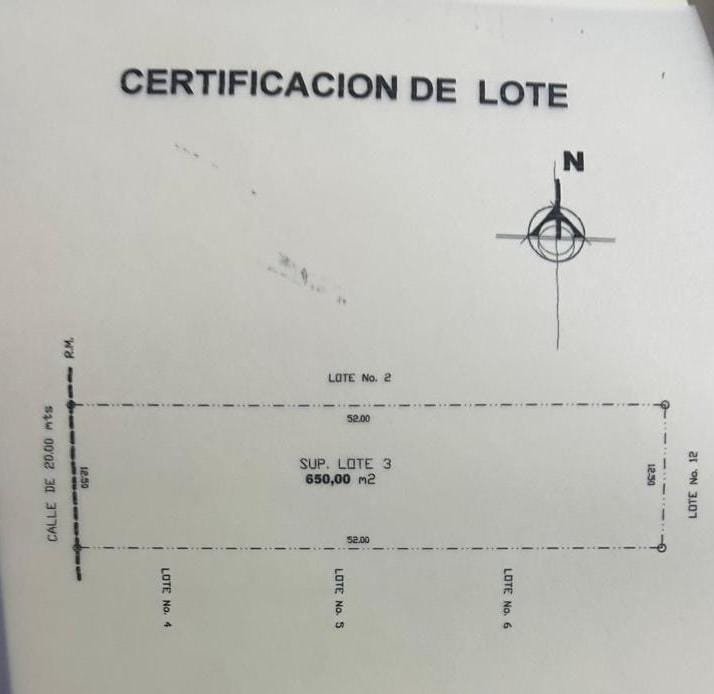 CERTIFICACION DE LOTE
N
R.M.
LOTE No. 2
52.00
CALLE DE 20.00 mts
12.50
SUP. LOTE 3
650,00 m2
12.50
LOTE No. 12
52.00
LOTE No. 4
LOTE No. 5
LOTE No. 6